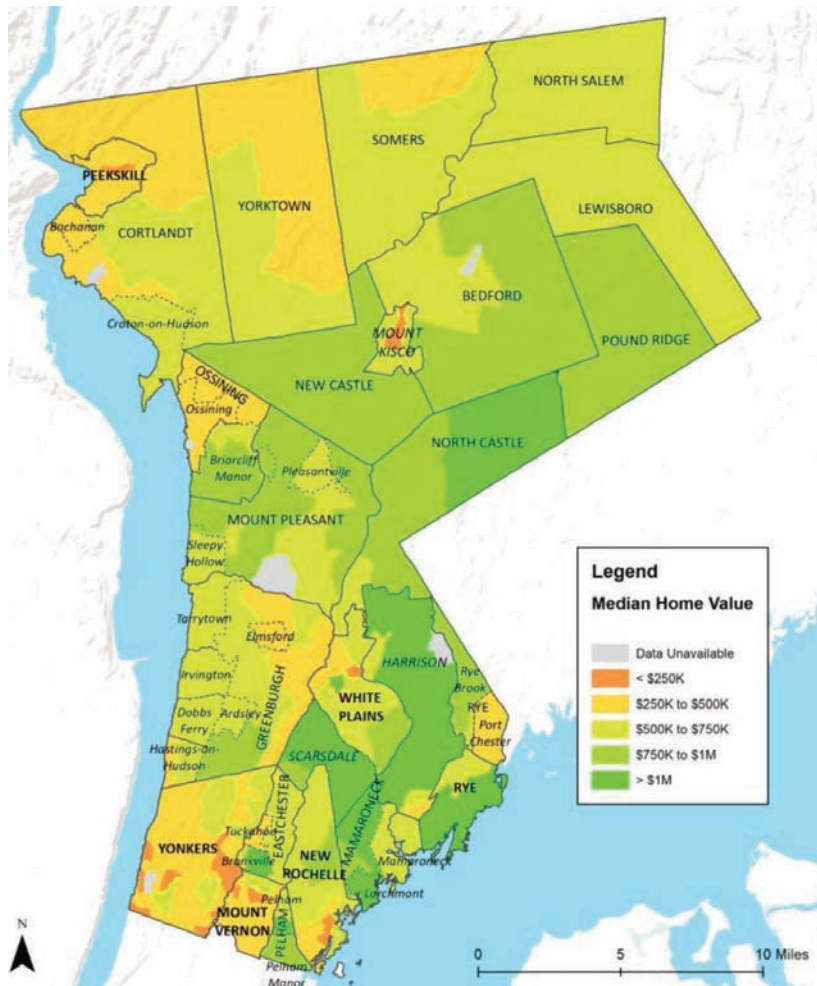 NORTH SALEM
SOMERS
PEEKSKILL
LEWISBORO
YORKTOWN
Buchanan
CORTLANDT
BEDFORD
Croton-on-Hudson
MOUNT
KISCO
POUND RIDGE
OSSINING
NEW CASTLE
Ossining
NORTH CASTLE
Briarcliff
Manor
Pleasantville
MOUNT PLEASANT
Sleepy
Hollow
Legend
Median Home Value
Data Unavailable
< $250K
$250K to $500K
$500K to $750K
$750K to $1M
> $1M
Tarrytown
Elmsford
HARRISON
Irvington
Rye
Brook
WHITE
PLAINS
RYE
Port
Chester
Dobbs
Ferry
Ardsley
GREENBURGH
Hastings-on-
Hudson
SCARSDALE
RYE
EASTCHESTER
MAMARONECK
Tuckahoe
YONKERS
Bronxville
NEW
ROCHELLE
Mamaroneck
Larchmont
Pelham
MOUNT
VERNON
PELHAM
Pelham
Manor
N
0 5 10 Miles